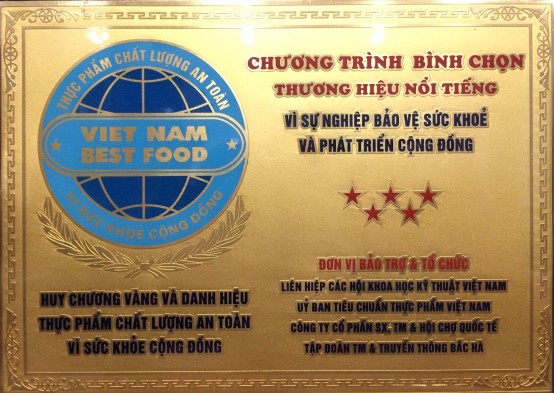 THỰC PHẨM CHẤT LƯỢNG AN TOÀN
VIET NAM
BEST FOOD
VÌ SỨC KHOẺ CỘNG ĐỒNG
HUY CHƯƠNG VÀNG VÀ DANH HIỆU
THỰC PHẨM CHẤT LƯỢNG AN TOÀN
VÌ SỨC KHỎE CỘNG ĐỒNG
CHƯƠNG TRÌNH BÌNH CHỌN
THƯƠNG HIỆU NỔI TIẾNG
VÌ SỰ NGHIỆP BẢO VỆ SỨC KHOẺ
VÀ PHÁT TRIỂN CỘNG ĐỒNG
ĐƠN VỊ BẢO TRỢ & TỔ CHỨC
LIÊN HIỆP CÁC HỘI KHOA HỌC KỸ THUẬT VIỆT NAM
UỶ BAN TIÊU CHUẨN THỰC PHẨM VIỆT NAM
CÔNG TY CỔ PHẦN SX, TM & HỘI CHỢ QUỐC TẾ
TẬP ĐOÀN TM & TRUYỀN THÔNG BẮC HÀ